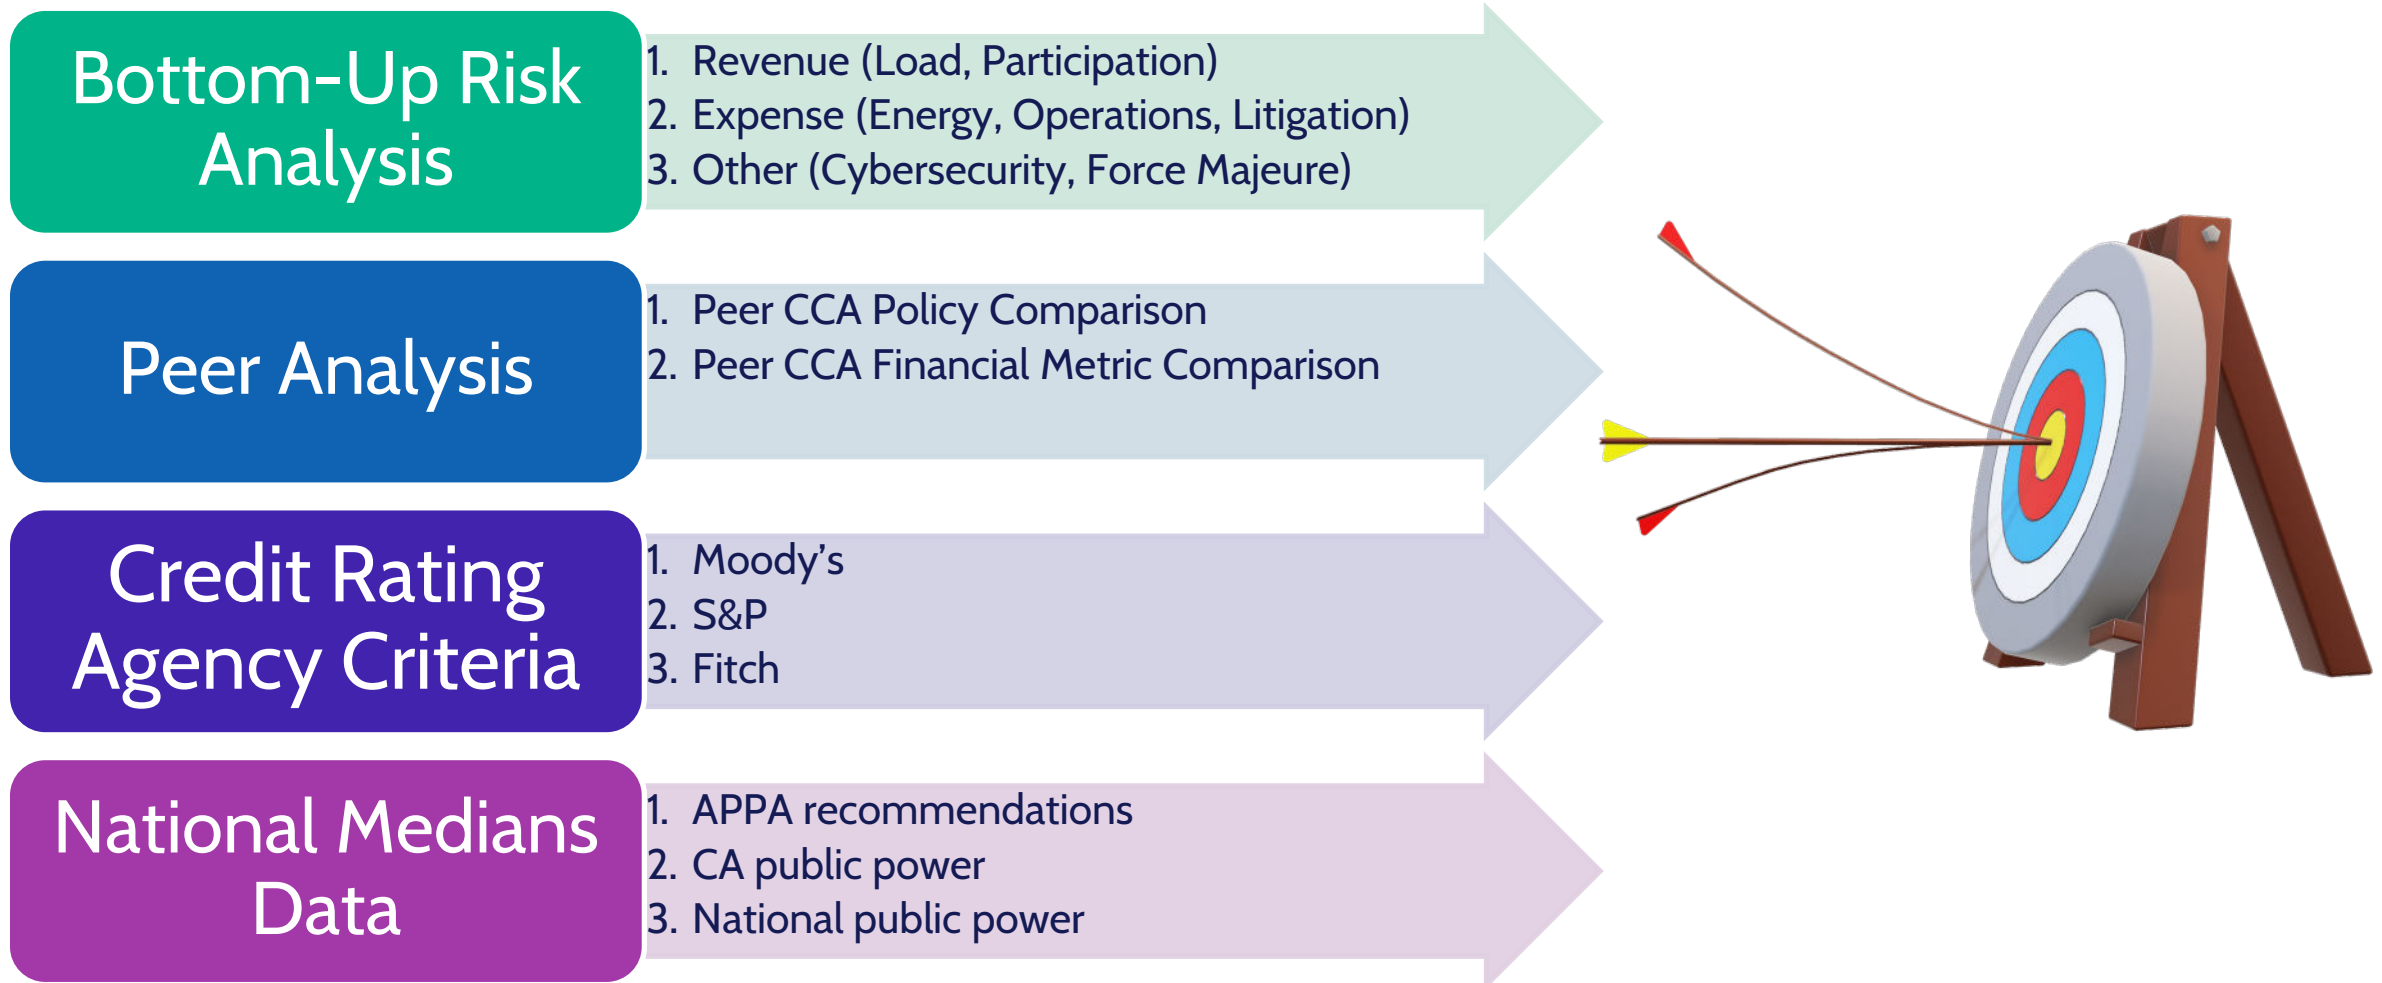 Bottom-Up Risk
Analysis
1. Revenue (Load, Participation)
2. Expense (Energy, Operations, Litigation)
3. Other (Cybersecurity, Force Majeure)
Peer Analysis
1. Peer CCA Policy Comparison
2. Peer CCA Financial Metric Comparison
Credit Rating
Agency Criteria
1. Moody’s
2. S&P
3. Fitch
National Medians
Data
1. APPA recommendations
2. CA public power
3. National public power